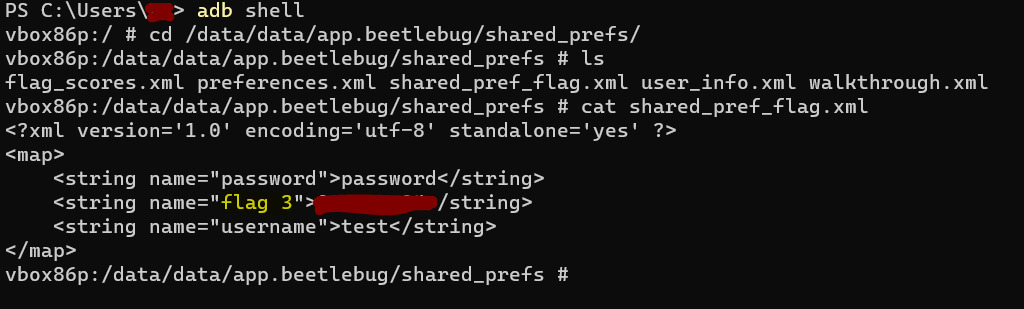 PS C:\Users\> adb shell
vbox86p:/ # cd /data/data/app.beetlebug/shared_prefs/
vbox86p:/data/data/app.beetlebug/shared_prefs # ls
flag_scores.xml preferences.xml shared_pref_flag.xml user_info.xml walkthrough.xml
vbox86p:/data/data/app.beetlebug/shared_prefs # cat shared_pref_flag.xml
<?xml version='1.0' encoding='utf-8' standalone='yes' ?>
<map>
    <string name="password">password</string>
    <string name="flag 3">/string>
    <string name="username">test</string>
</map>
vbox86p:/data/data/app.beetlebug/shared_prefs #